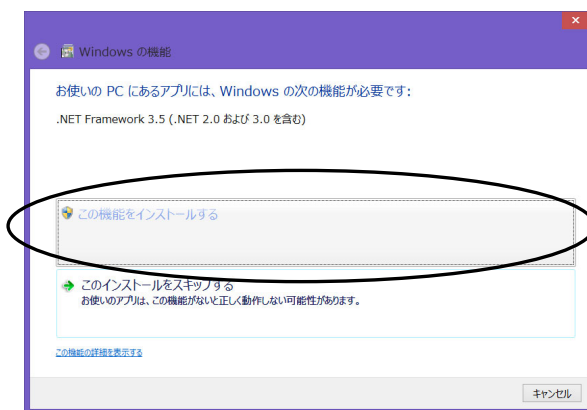 Windows の機能
お使いの PC にあるアプリには、Windows の次の機能が必要です:
.NET Framework 3.5 (.NET 2.0 および 3.0 を含む)
この機能をインストールする
このインストールをスキップする
お使いのアプリは、この機能がないと正しく動作しない可能性があります。
この機能の詳細を表示する
キャンセル